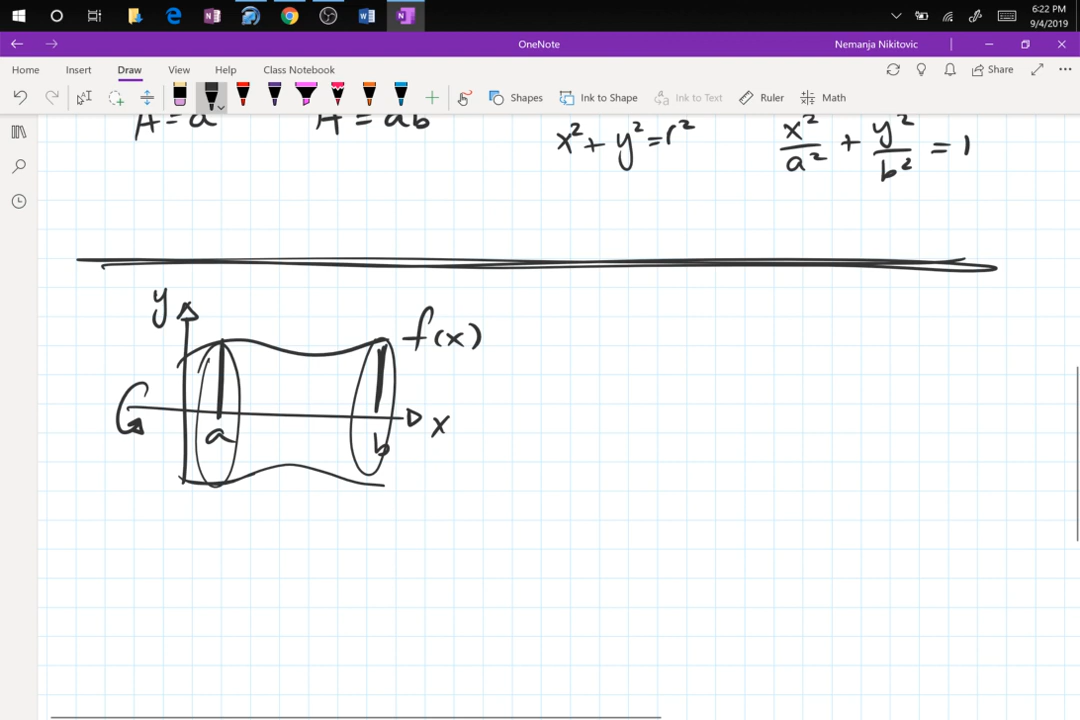 6:22 PM
9/4/2019
OneNote
Nemanja Nikitovic
Home Insert Draw View Help Class Notebook
Share
Shapes Ink to Shape Ink to Text Ruler Math
A = a A = ab
x² + y² = r² x²/a² + y²/b² = 1
y
f(x)
a
b
x